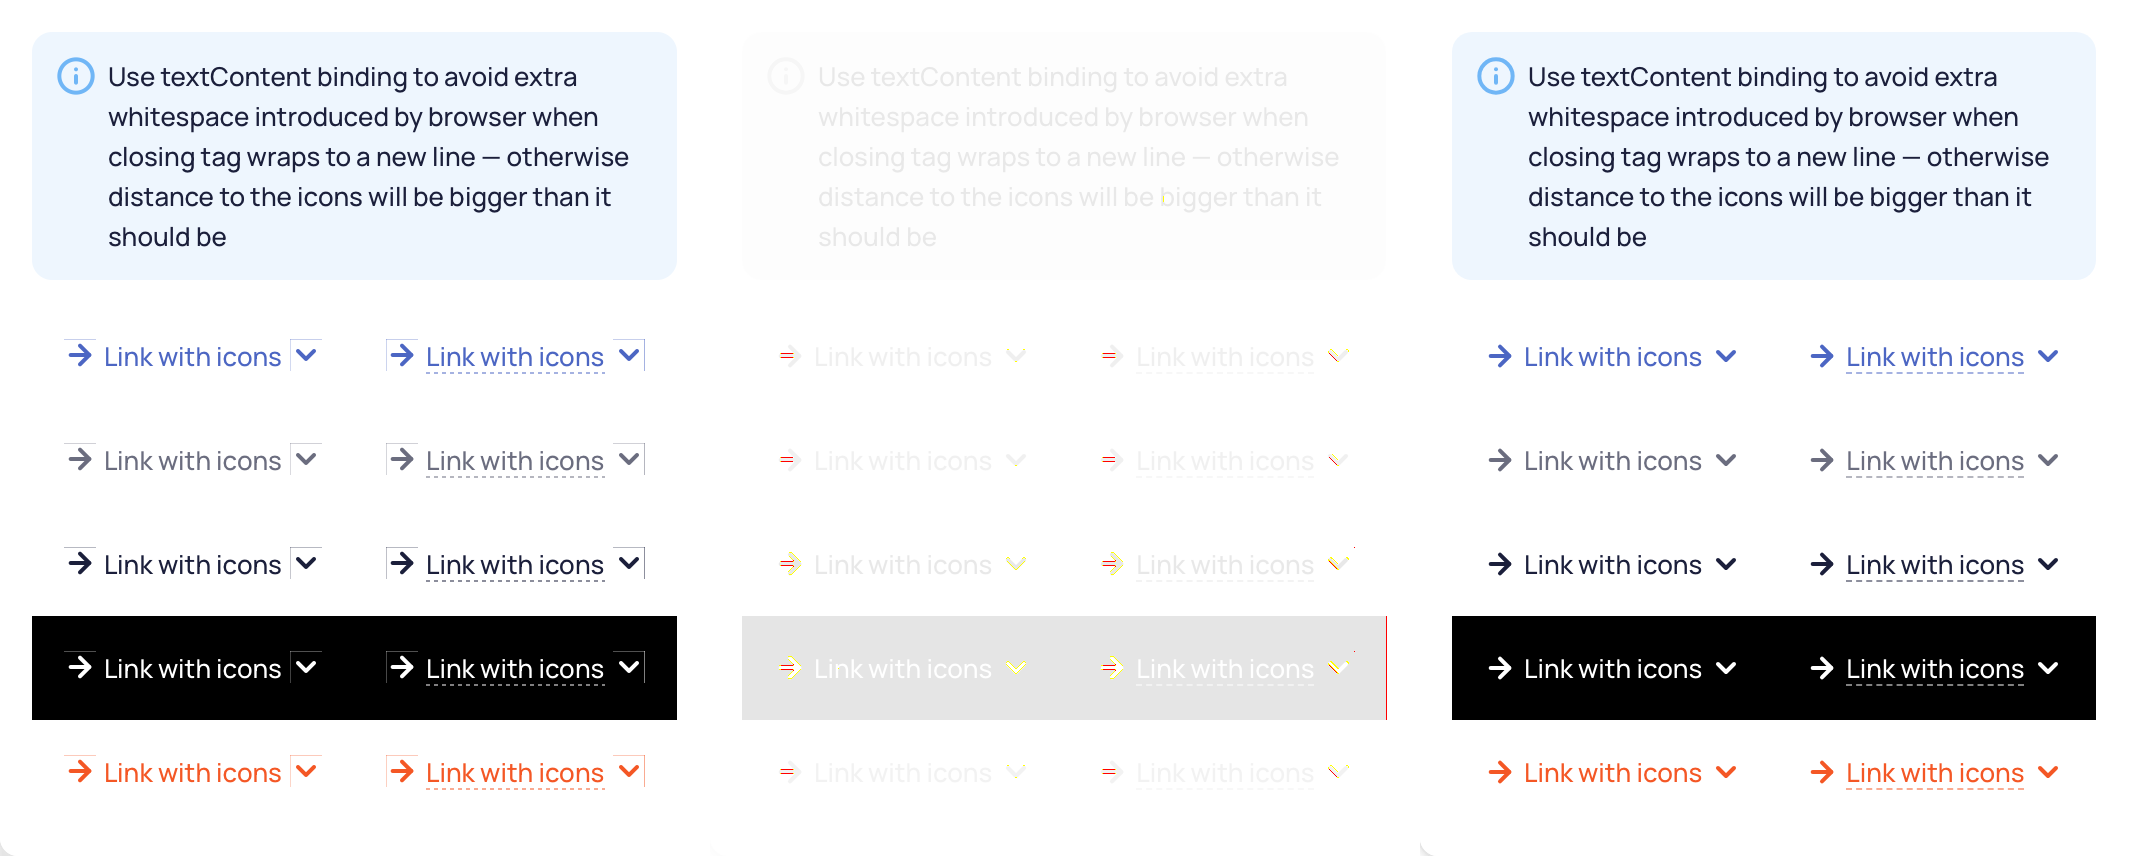 Use textContent binding to avoid extra
whitespace introduced by browser when
closing tag wraps to a new line — otherwise
distance to the icons will be bigger than it
should be
Link with icons Link with icons
Link with icons Link with icons
Link with icons Link with icons
Link with icons Link with icons
Link with icons Link with icons
Use textContent binding to avoid extra
whitespace introduced by browser when
closing tag wraps to a new line — otherwise
distance to the icons will be bigger than it
should be
Link with icons Link with icons
Link with icons Link with icons
Link with icons Link with icons
Link with icons Link with icons
Link with icons Link with icons
Use textContent binding to avoid extra
whitespace introduced by browser when
closing tag wraps to a new line — otherwise
distance to the icons will be bigger than it
should be
Link with icons Link with icons
Link with icons Link with icons
Link with icons Link with icons
Link with icons Link with icons
Link with icons Link with icons